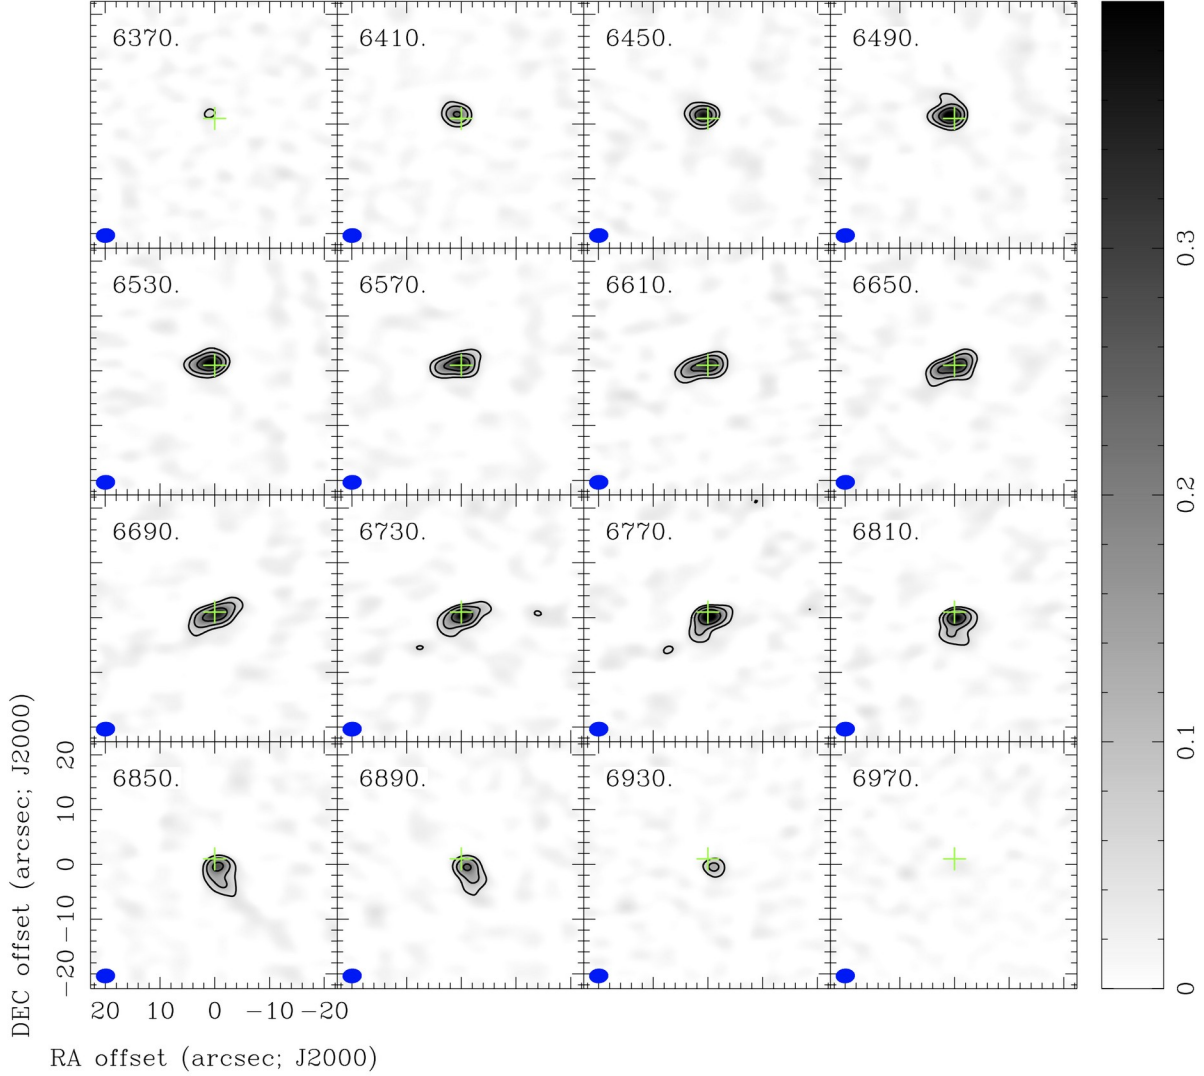 6370. 6410. 6450. 6490.
6530. 6570. 6610. 6650.
6690. 6730. 6770. 6810.
6850. 6890. 6930. 6970.
DEC offset (arcsec; J2000)
20
10
0
−10
−20
20 10 0 −10 −20
RA offset (arcsec; J2000)
0.3
0.2
0.1
0